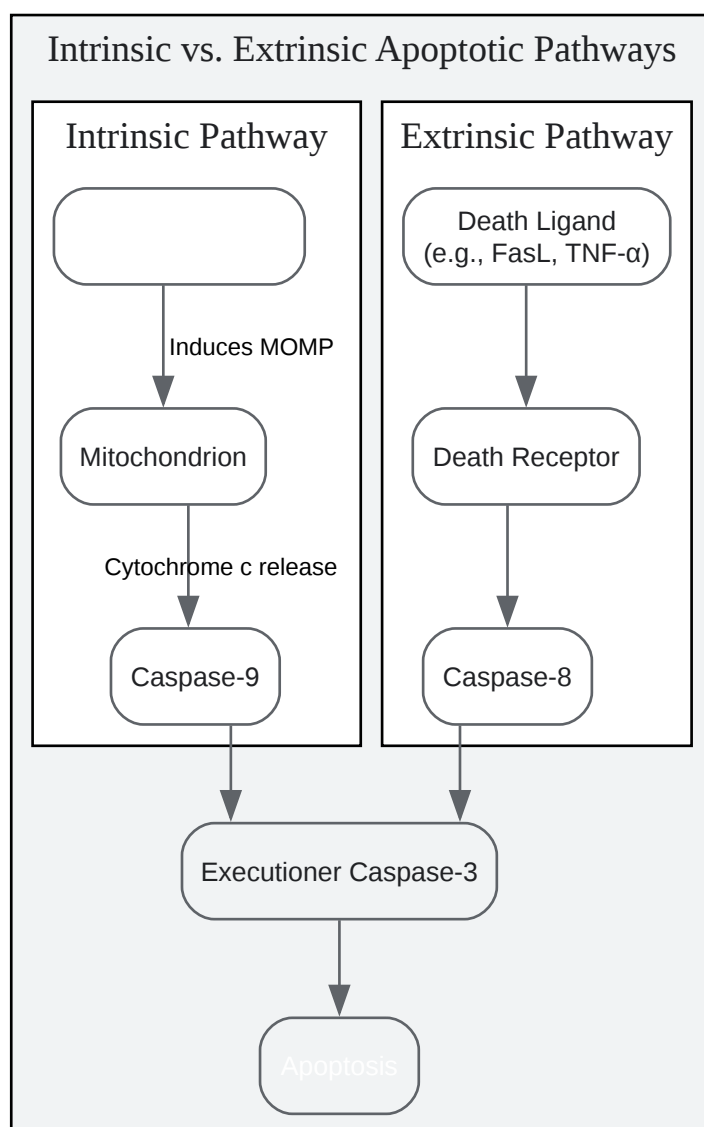 Intrinsic vs. Extrinsic Apoptotic Pathways
Intrinsic Pathway
Induces MOMP
Mitochondrion
Cytochrome c release
Caspase-9
Extrinsic Pathway
Death Ligand
(e.g., FasL, TNF-α)
Death Receptor
Caspase-8
Executioner Caspase-3
Apoptosis